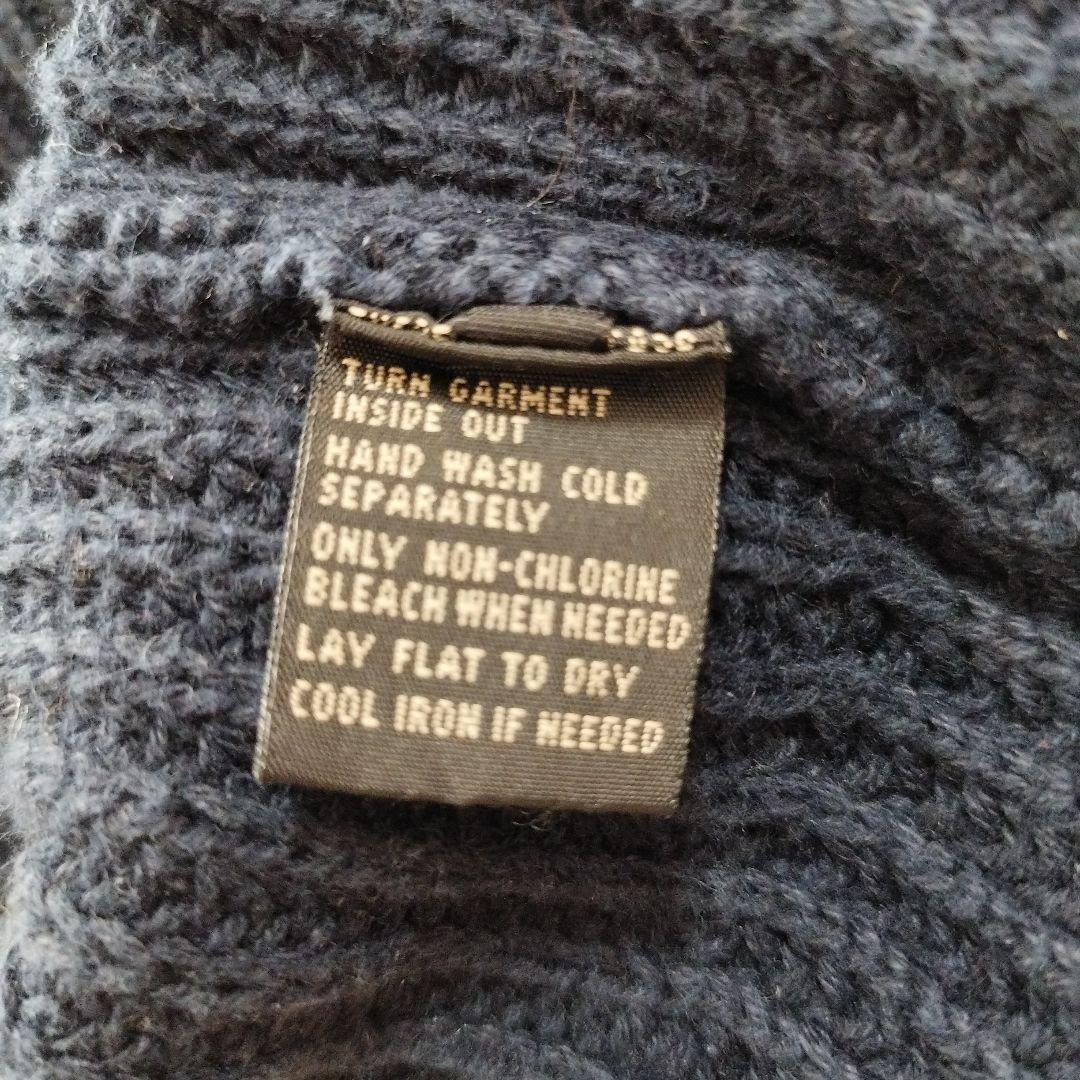 TURN GARMENT
INSIDE OUT
HAND WASH COLD
SEPARATELY
ONLY NON-CHLORINE
BLEACH WHEN NEEDED
LAY FLAT TO DRY
COOL IRON IF NEEDED